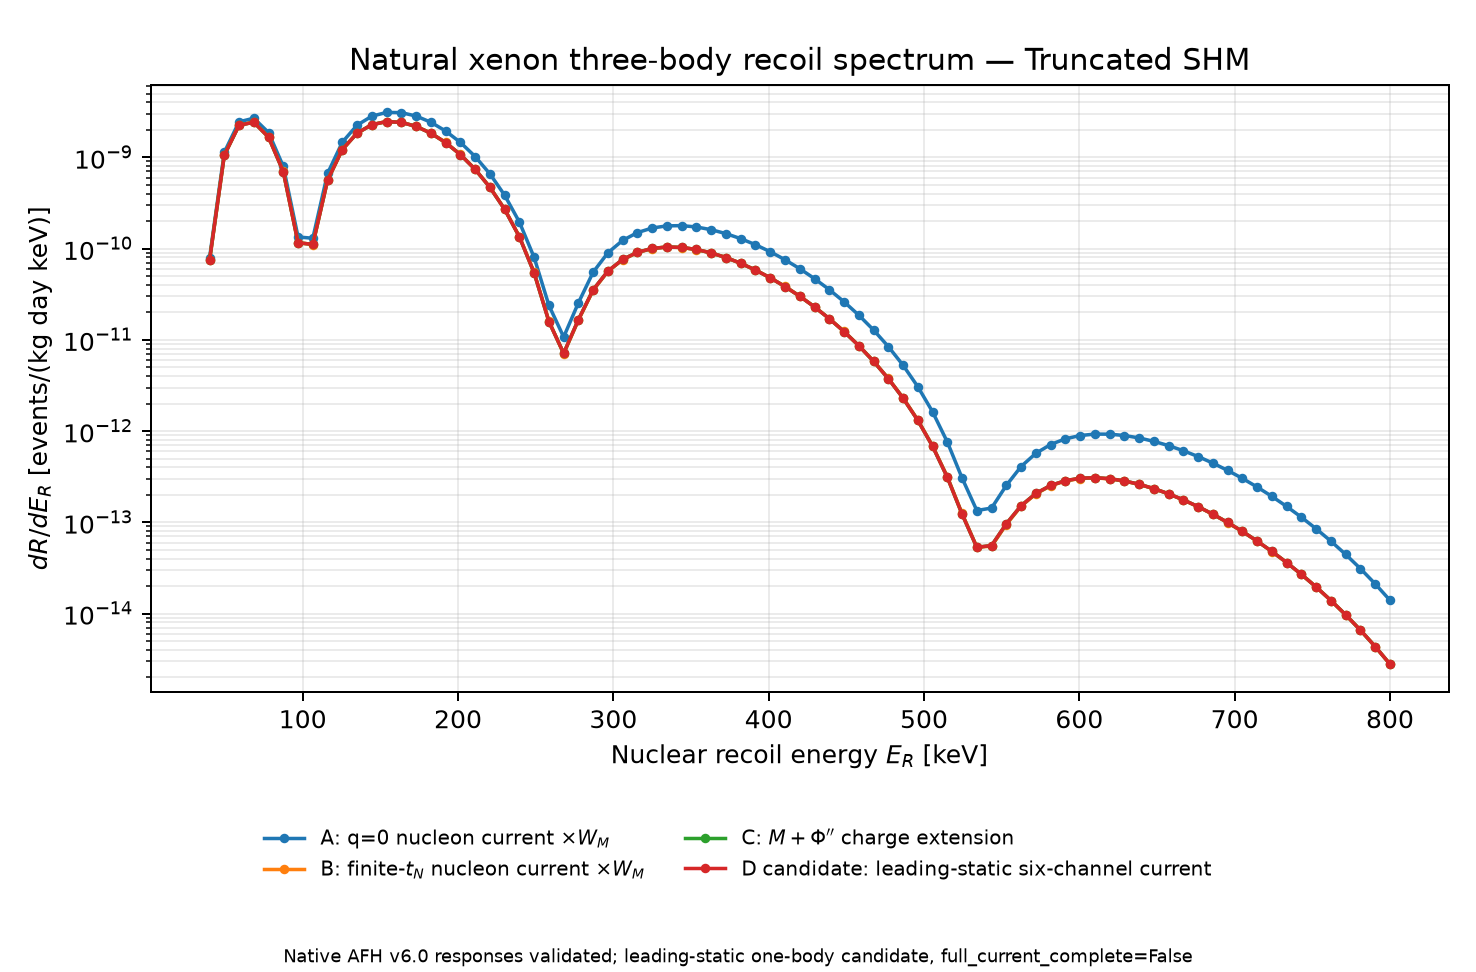 Natural xenon three-body recoil spectrum — Truncated SHM
dR/dE_R [events/(kg day keV)]
10⁻⁹
10⁻¹⁰
10⁻¹¹
10⁻¹²
10⁻¹³
10⁻¹⁴
100 200 300 400 500 600 700 800
Nuclear recoil energy E_R [keV]
A: q=0 nucleon current ×W_M
B: finite-t_N nucleon current ×W_M
C: M + Φ′′ charge extension
D candidate: leading-static six-channel current
Native AFH v6.0 responses validated; leading-static one-body candidate, full_current_complete=False